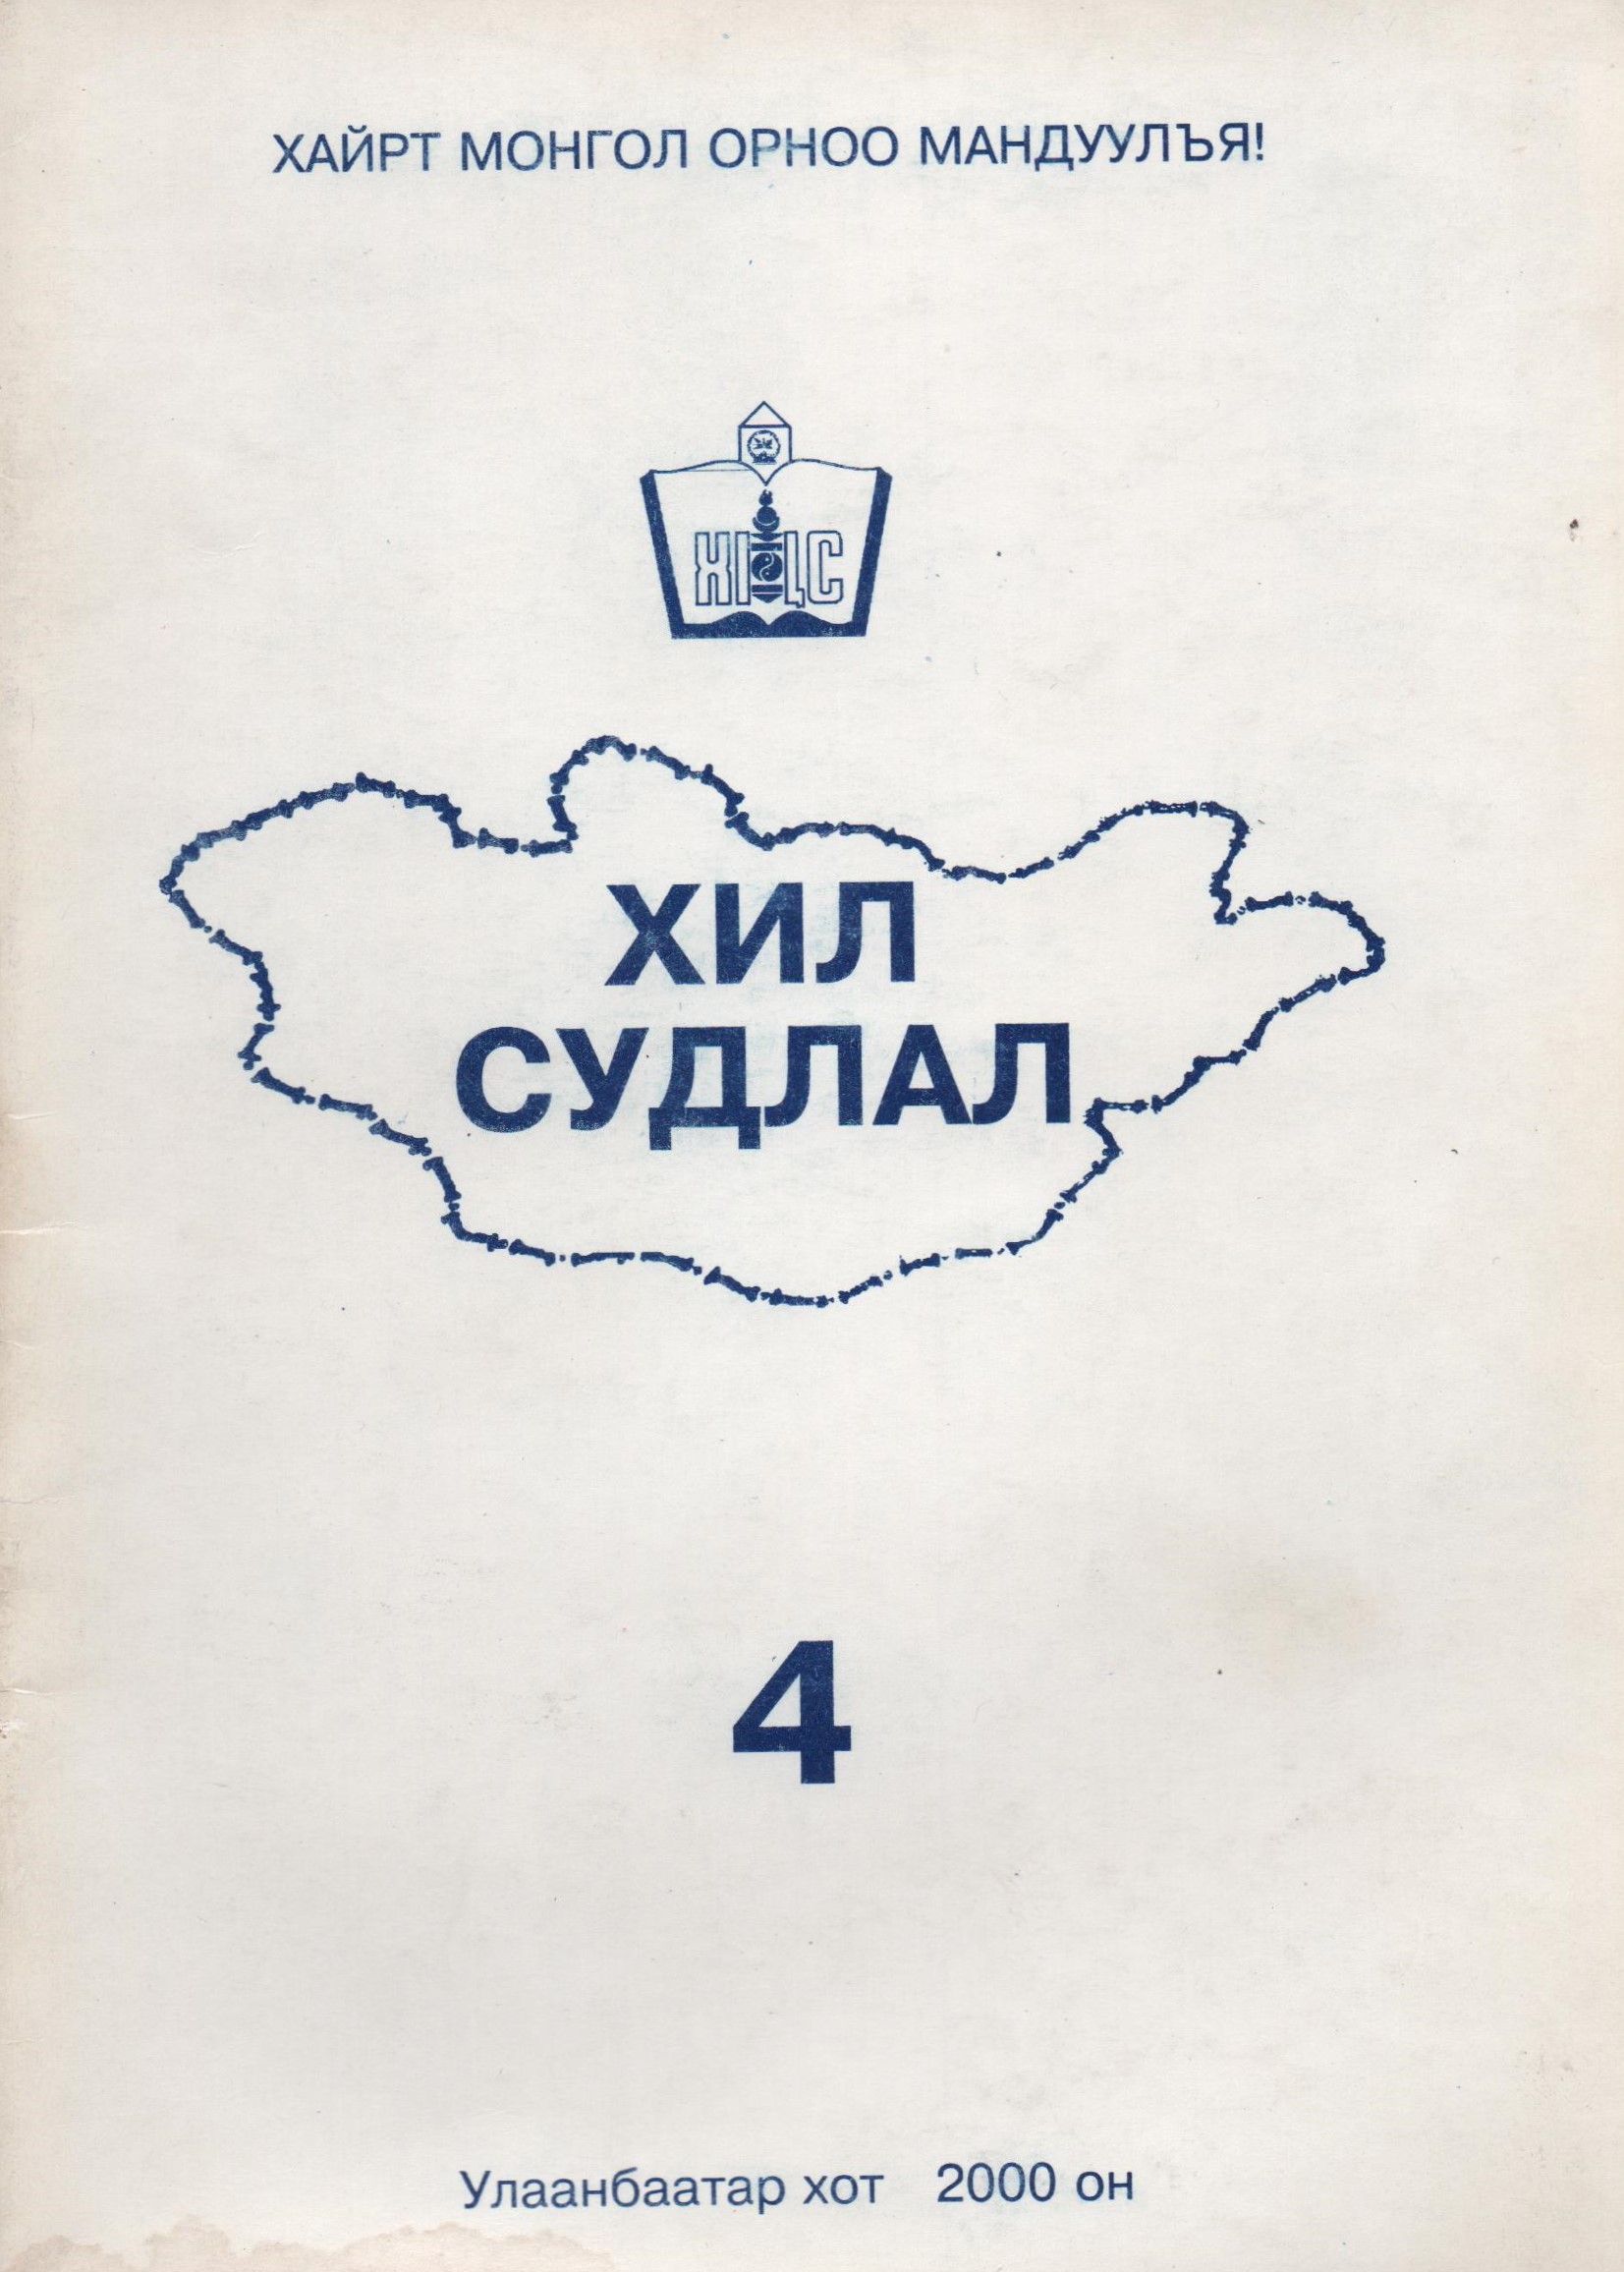 ХАЙРТ МОНГОЛ ОРНОО МАНДУУЛЪЯ!
ХИЛ
СУДЛАЛ
4
Улаанбаатар хот 2000 он